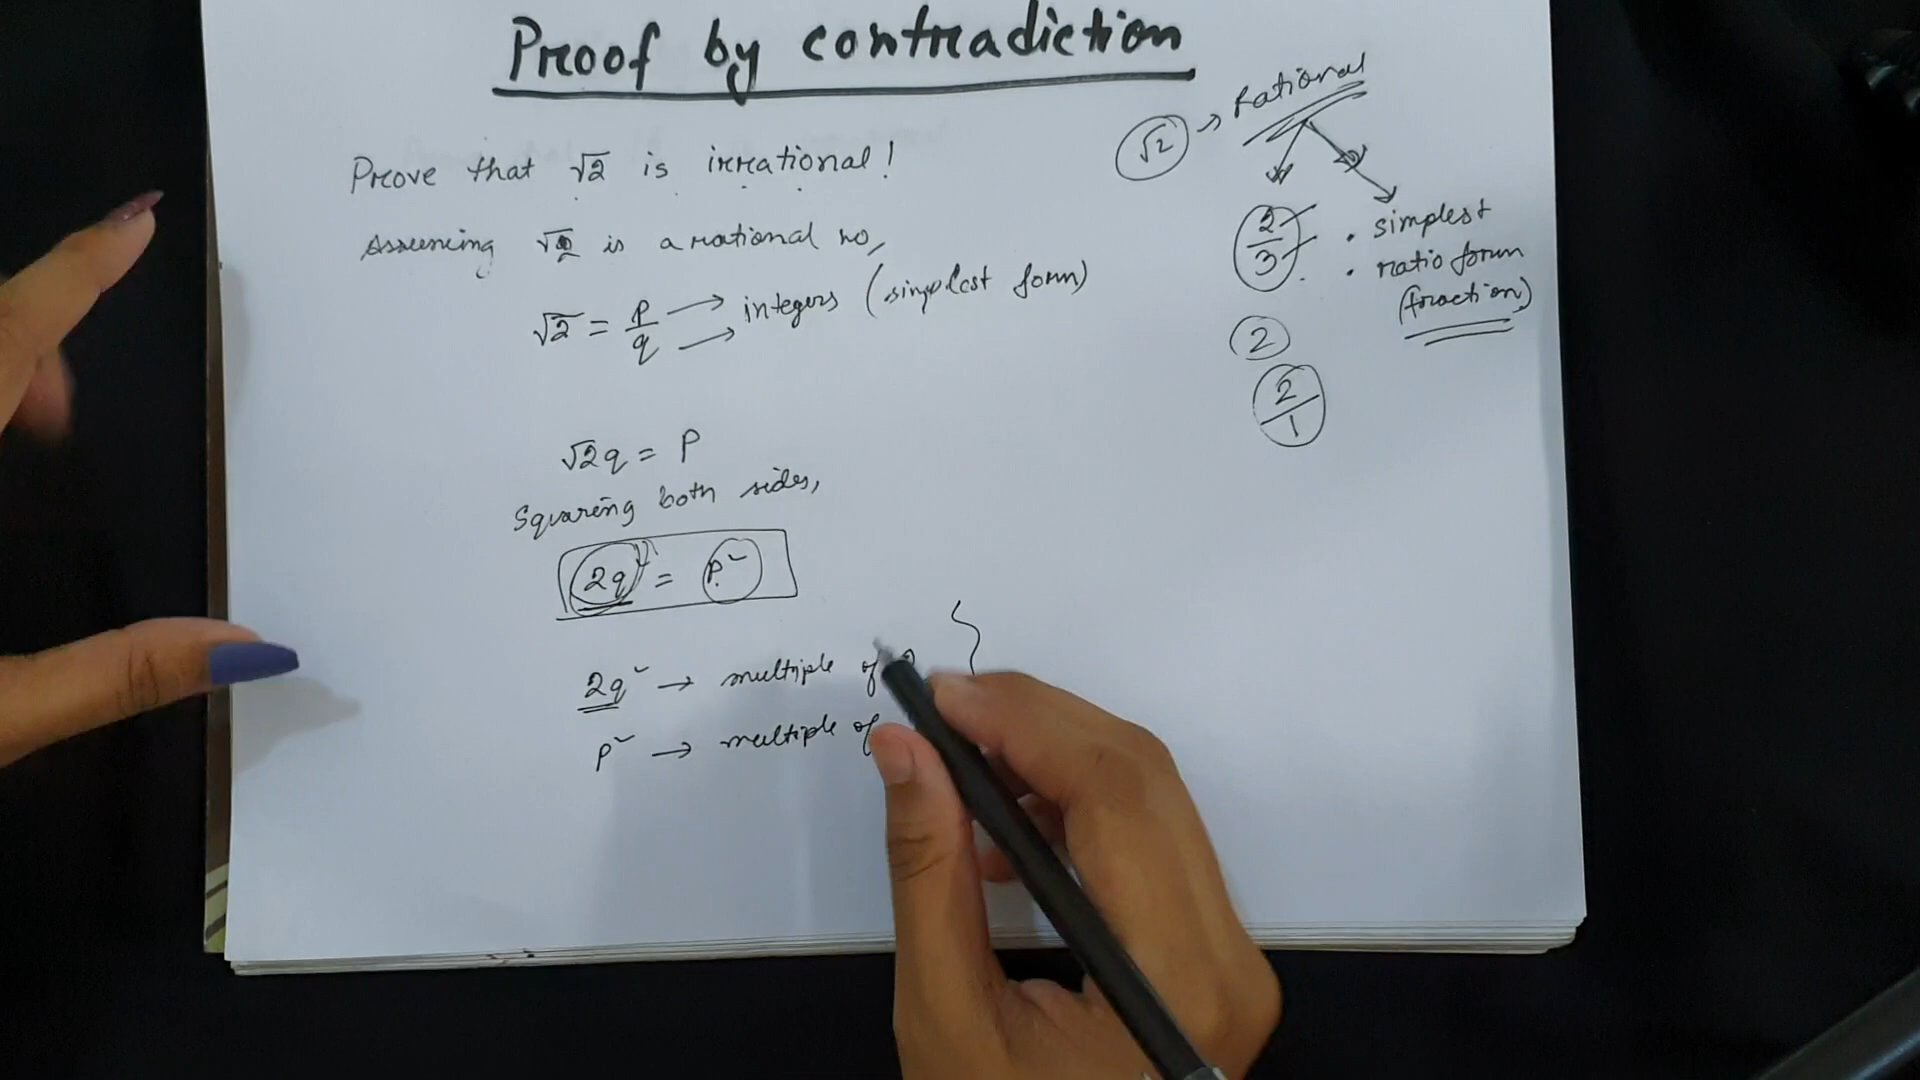 Proof by contradiction
Prove that √2 is irrational!
Assuming √2 is a rational no,
√2 = p/q → integers (simplest form)
√2q = P
Squaring both sides,
2q² = p²
2q² → multiple of 2
p² → multiple of
√2 → Rational
2/3
• simplest
• ratio form
(fraction)
2
2/1